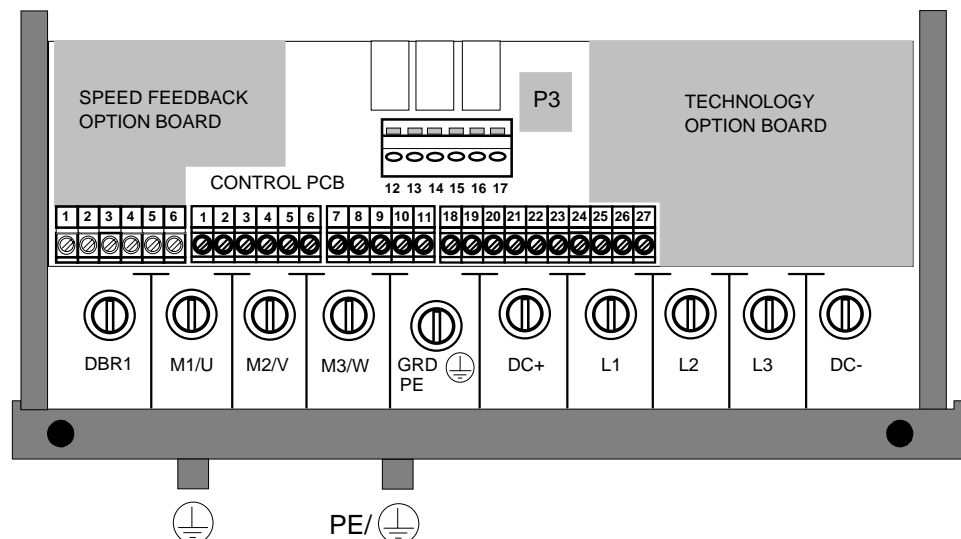 SPEED FEEDBACK
OPTION BOARD
P3
TECHNOLOGY
OPTION BOARD
CONTROL PCB
12 13 14 15 16 17
1 2 3 4 5 6
1 2 3 4 5 6
7 8 9 10 11
18 19 20 21 22 23 24 25 26 27
DBR1
M1/U
M2/V
M3/W
GRD
PE
DC+
L1
L2
L3
DC-
PE/